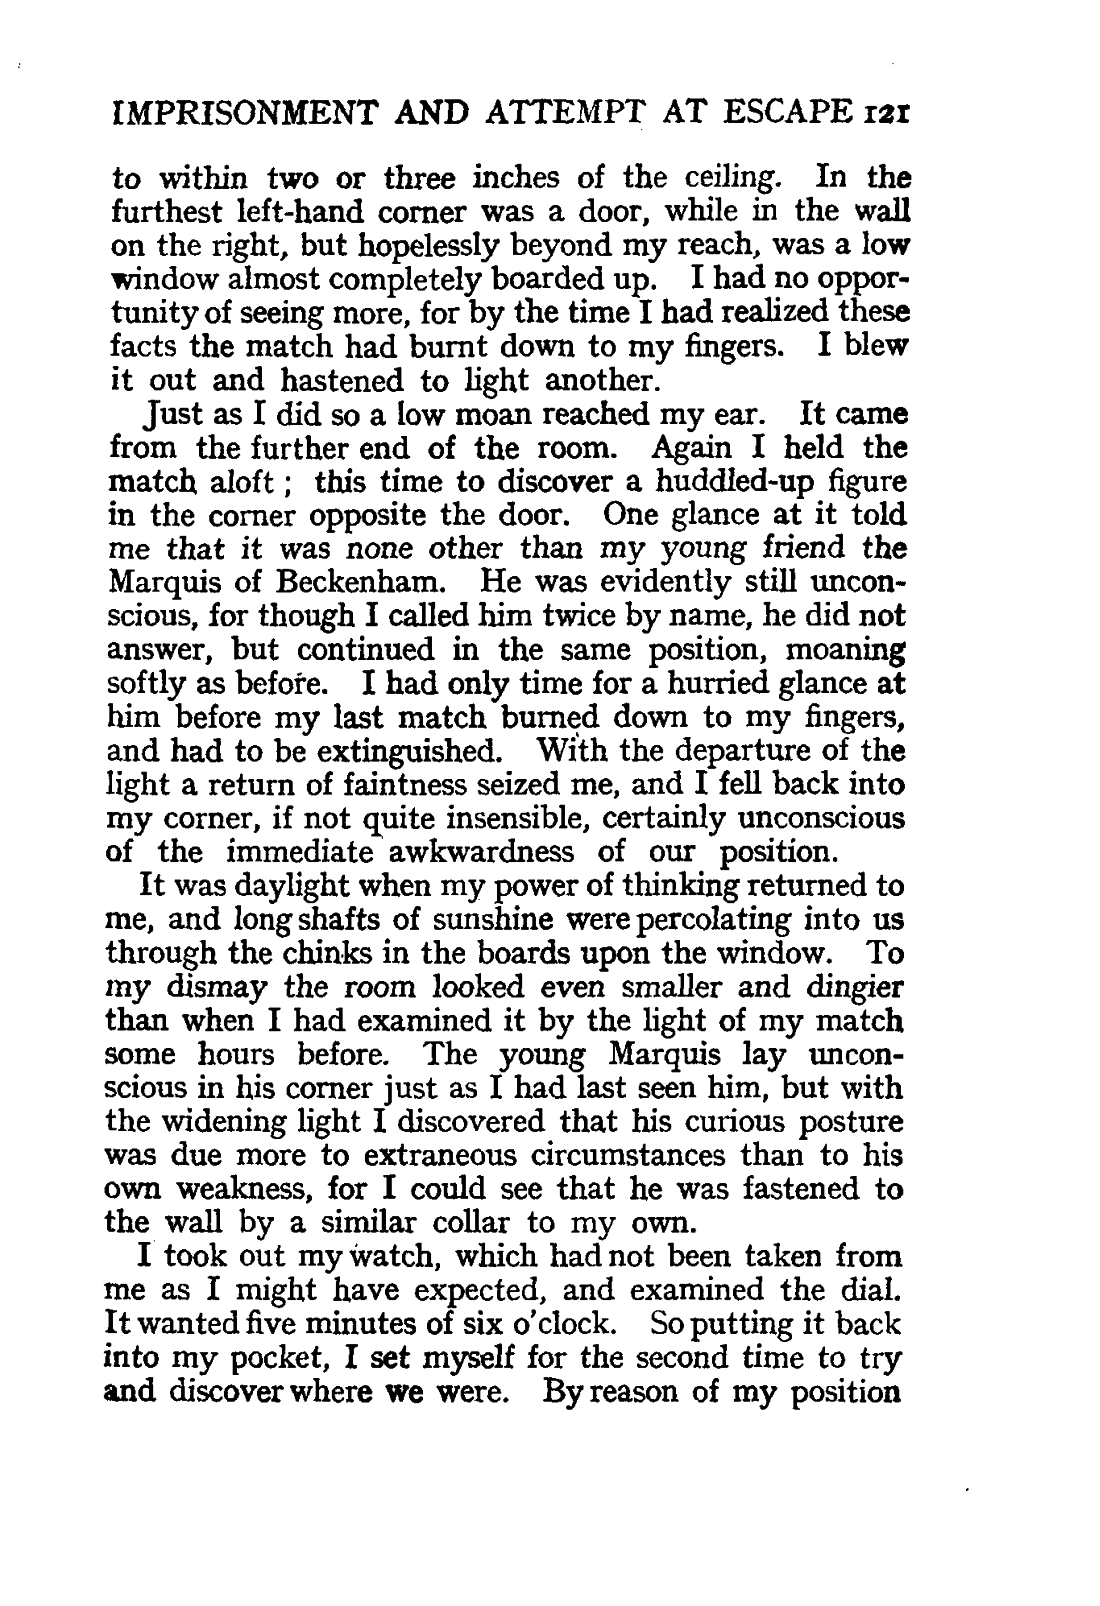 IMPRISONMENT AND ATTEMPT AT ESCAPE 121
to within two or three inches of the ceiling. In the
furthest left-hand corner was a door, while in the wall
on the right, but hopelessly beyond my reach, was a low
window almost completely boarded up. I had no oppor-
tunity of seeing more, for by the time I had realized these
facts the match had burnt down to my fingers. I blew
it out and hastened to light another.
Just as I did so a low moan reached my ear. It came
from the further end of the room. Again I held the
match aloft ; this time to discover a huddled-up figure
in the corner opposite the door. One glance at it told
me that it was none other than my young friend the
Marquis of Beckenham. He was evidently still uncon-
scious, for though I called him twice by name, he did not
answer, but continued in the same position, moaning
softly as before. I had only time for a hurried glance at
him before my last match burned down to my fingers,
and had to be extinguished. With the departure of the
light a return of faintness seized me, and I fell back into
my corner, if not quite insensible, certainly unconscious
of the immediate awkwardness of our position.
It was daylight when my power of thinking returned to
me, and long shafts of sunshine were percolating into us
through the chinks in the boards upon the window. To
my dismay the room looked even smaller and dingier
than when I had examined it by the light of my match
some hours before. The young Marquis lay uncon-
scious in his corner just as I had last seen him, but with
the widening light I discovered that his curious posture
was due more to extraneous circumstances than to his
own weakness, for I could see that he was fastened to
the wall by a similar collar to my own.
I took out my watch, which had not been taken from
me as I might have expected, and examined the dial.
It wanted five minutes of six o'clock. So putting it back
into my pocket, I set myself for the second time to try
and discover where we were. By reason of my position